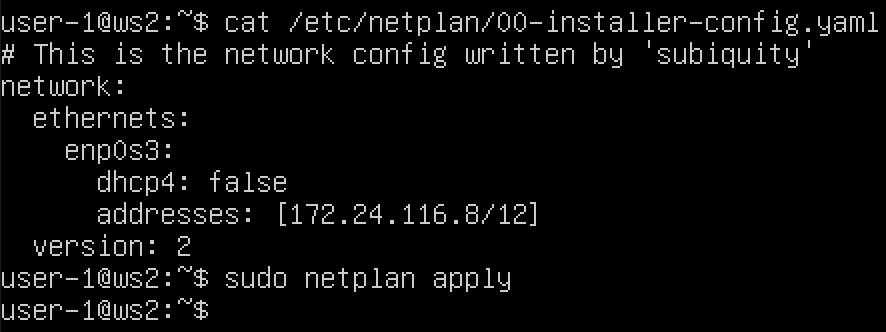 user-1@ws2:~$ cat /etc/netplan/00-installer-config.yaml
# This is the network config written by 'subiquity'
network:
  ethernets:
    enp0s3:
      dhcp4: false
      addresses: [172.24.116.8/12]
  version: 2
user-1@ws2:~$ sudo netplan apply
user-1@ws2:~$